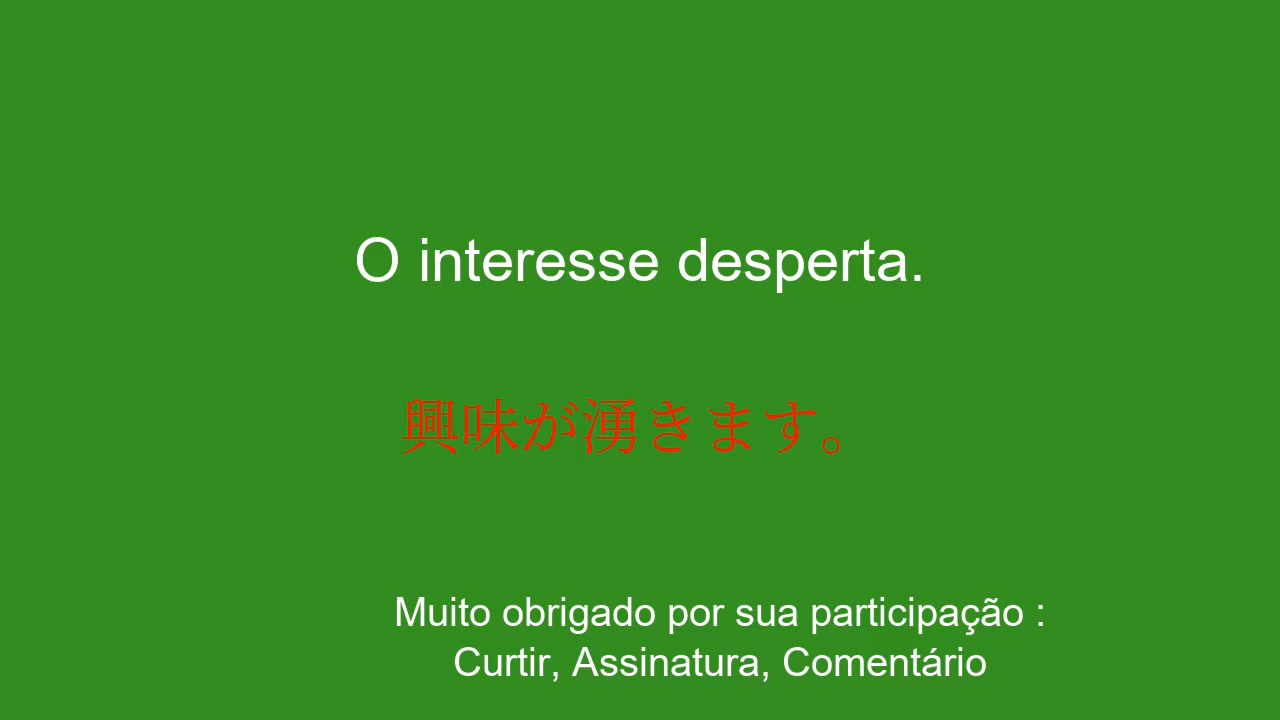 O interesse desperta.
興味が湧きます。
Muito obrigado por sua participação :
Curtir, Assinatura, Comentário